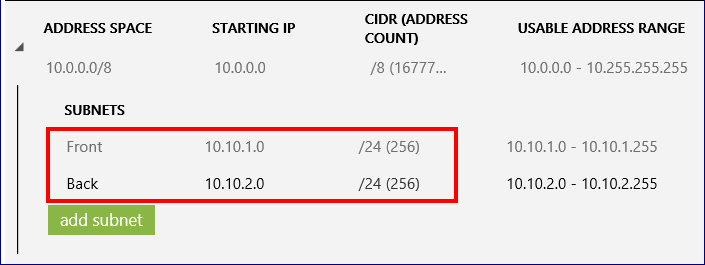 ADDRESS SPACE STARTING IP CIDR (ADDRESS COUNT) USABLE ADDRESS RANGE
10.0.0.0/8 10.0.0.0 /8 (16777... 10.0.0.0 - 10.255.255.255
SUBNETS
Front 10.10.1.0 /24 (256) 10.10.1.0 - 10.10.1.255
Back 10.10.2.0 /24 (256) 10.10.2.0 - 10.10.2.255
add subnet